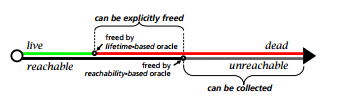 can be explicitly freed
freed by
lifetime-based oracle
live
dead
reachable
freed by
reachability-based oracle
unreachable
can be collected